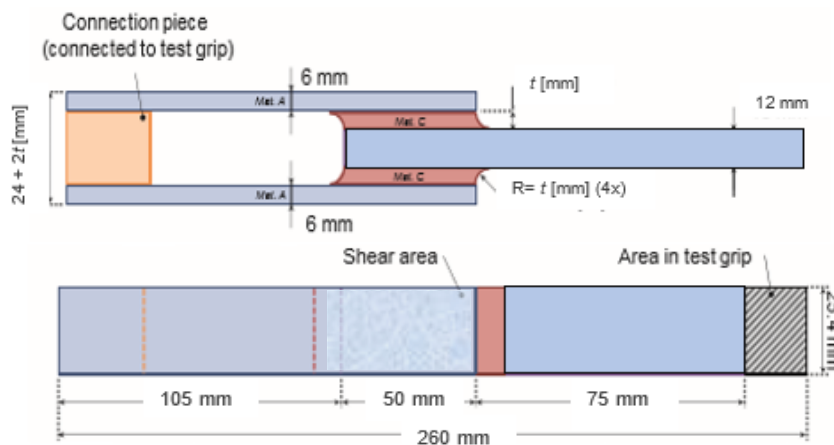 Connection piece
(connected to test grip)
6 mm
t [mm]
Mat. A
12 mm
Mat. C
24 + 2t [mm]
Mat. C
R= t [mm] (4x)
Mat. A
6 mm
Shear area
Area in test grip
105 mm
50 mm
75 mm
260 mm